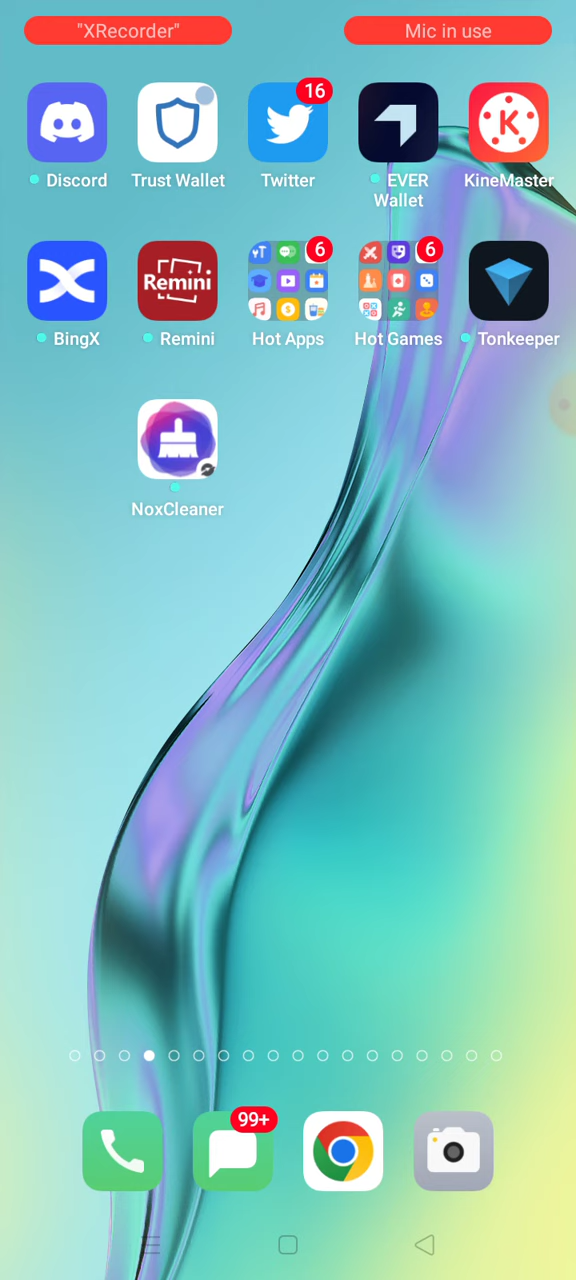 "XRecorder"
Mic in use
16
Discord
Trust Wallet
Twitter
EVER
Wallet
KineMaster
K
Remini
6
6
BingX
Remini
Hot Apps
Hot Games
Tonkeeper
NoxCleaner
99+